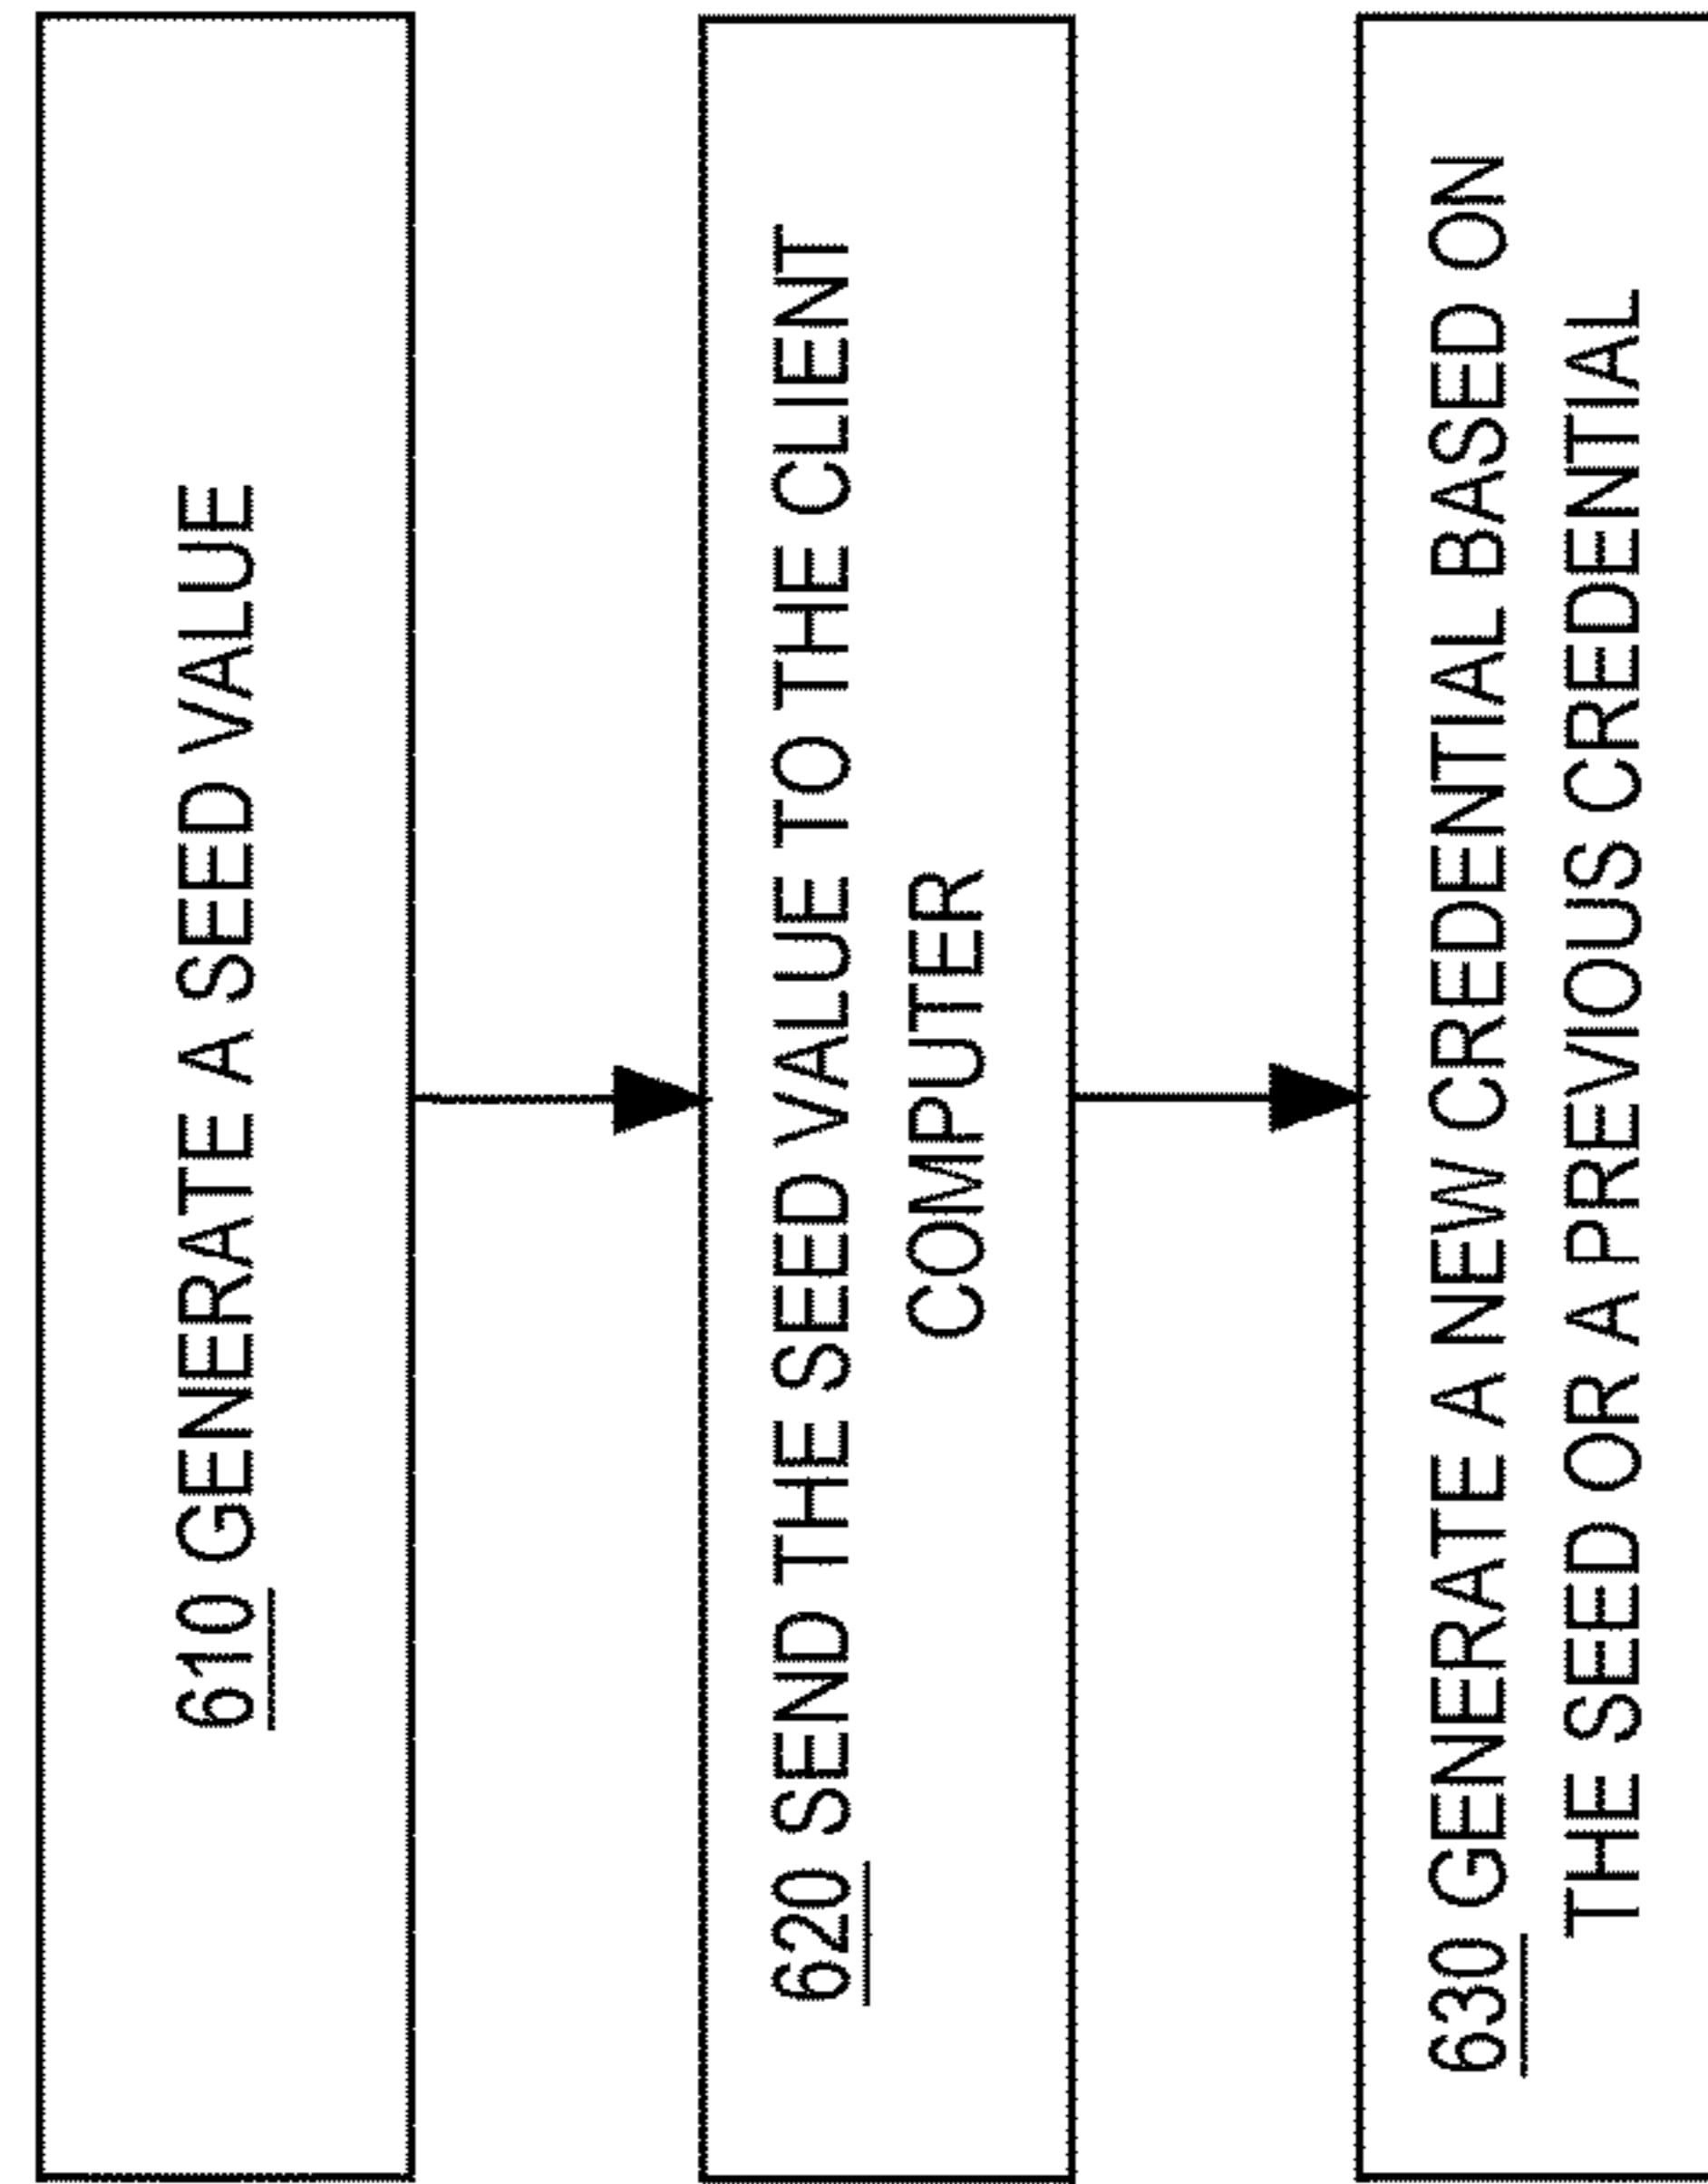 610 GENERATE A SEED VALUE
620 SEND THE SEED VALUE TO THE CLIENT
COMPUTER
630 GENERATE A NEW CREDENTIAL BASED ON
THE SEED OR A PREVIOUS CREDENTIAL